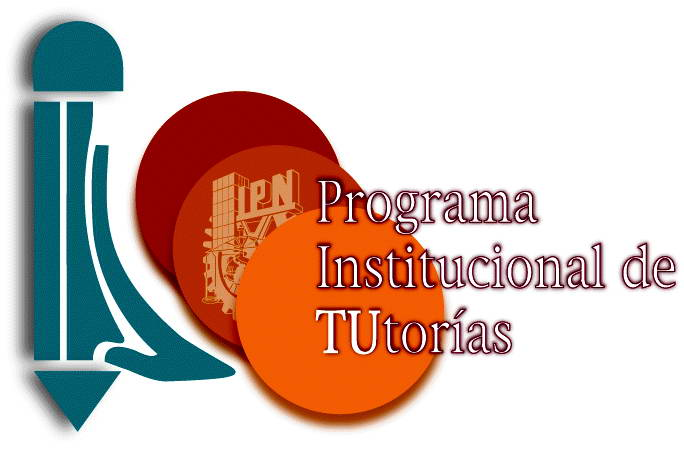 IPN
Programa
Institucional de
TUtorías